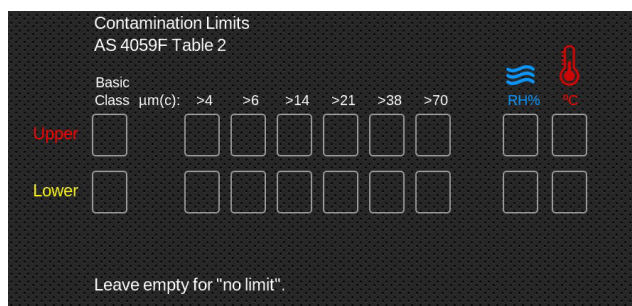 Contamination Limits
AS 4059F Table 2
Basic
Class µm(c): >4 >6 >14 >21 >38 >70 RH% ºC
Upper
Lower
Leave empty for "no limit".